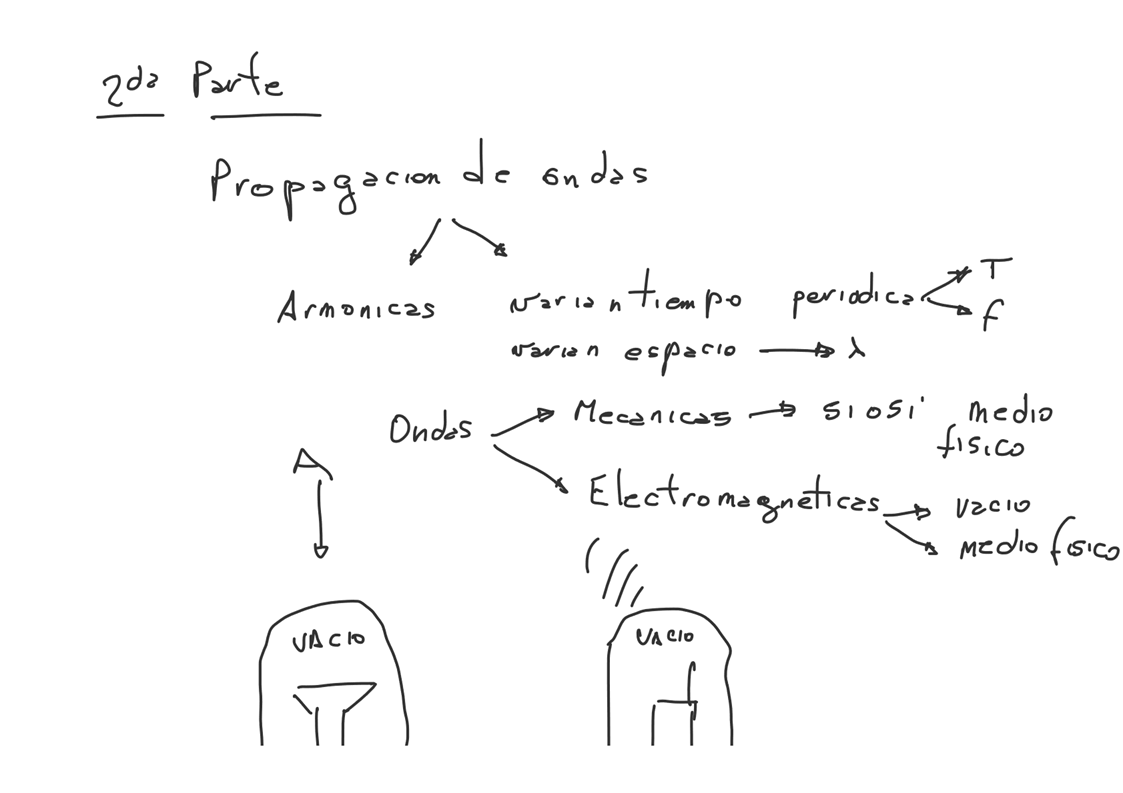 2da Parte
Propagacion de ondas
Armonicas varian tiempo periodica T
f
varian espacio λ
Ondas Mecanicas si o si medio
fisico
Electromagneticas vacio
medio fisico
VACIO VACIO